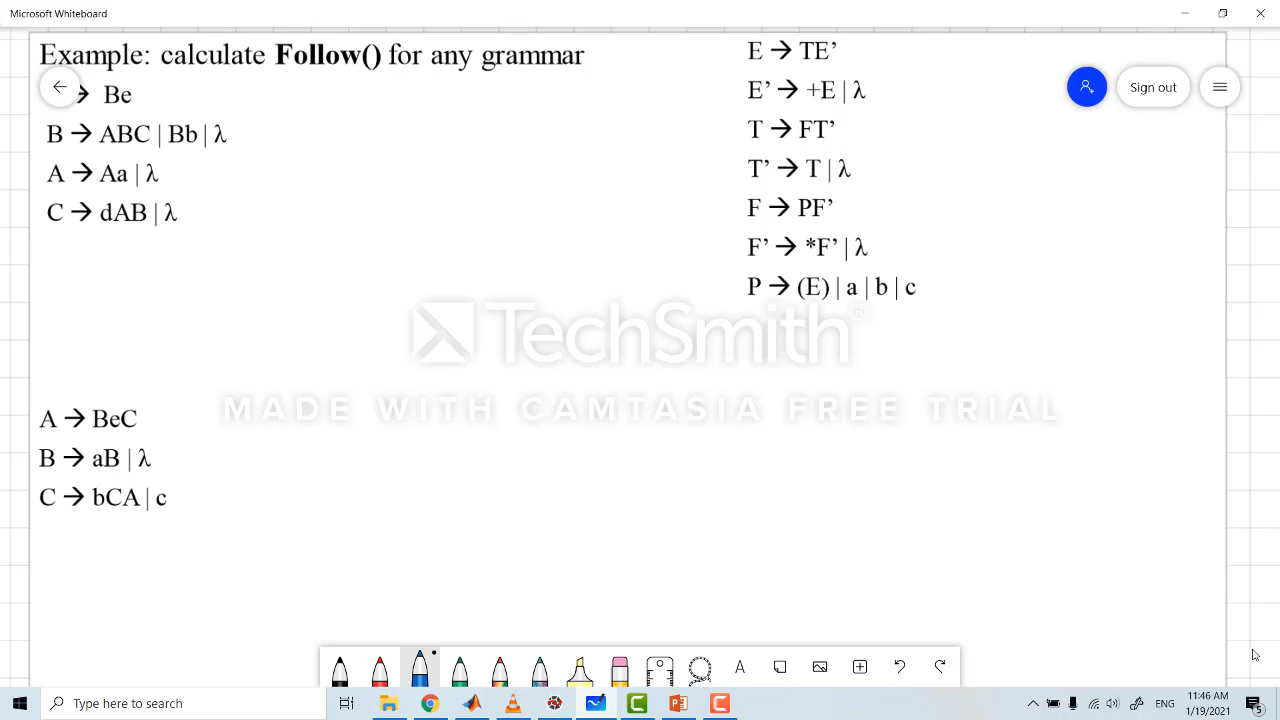 Microsoft Whiteboard
Example: calculate Follow() for any grammar
→ Be
B → ABC | Bb | λ
A → Aa | λ
C → dAB | λ
A → BeC
B → aB | λ
C → bCA | c
E → TE’
E’ → +E | λ
T → FT’
T’ → T | λ
F → PF’
F’ → *F’ | λ
P → (E) | a | b | c
Sign out
TechSmith®
MADE WITH CAMTASIA FREE TRIAL
A
Type here to search
ENG
11:46 AM
1/19/2021
5